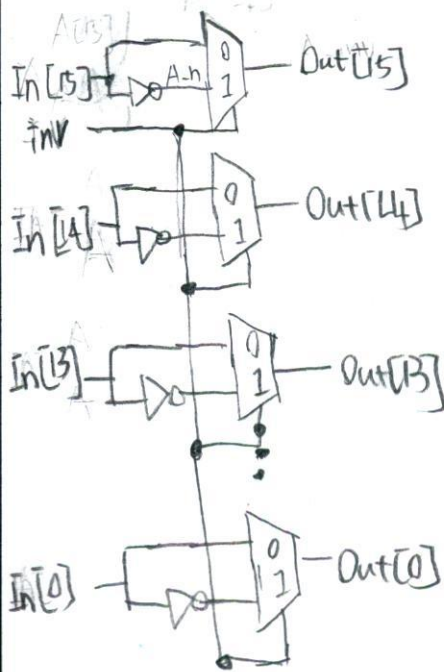 A[13]
0
In[15] A-n 1 Out[15]
inv
0
In[14] 1 Out[14]
0
In[13] 1 Out[13]
0
In[0] 1 Out[0]